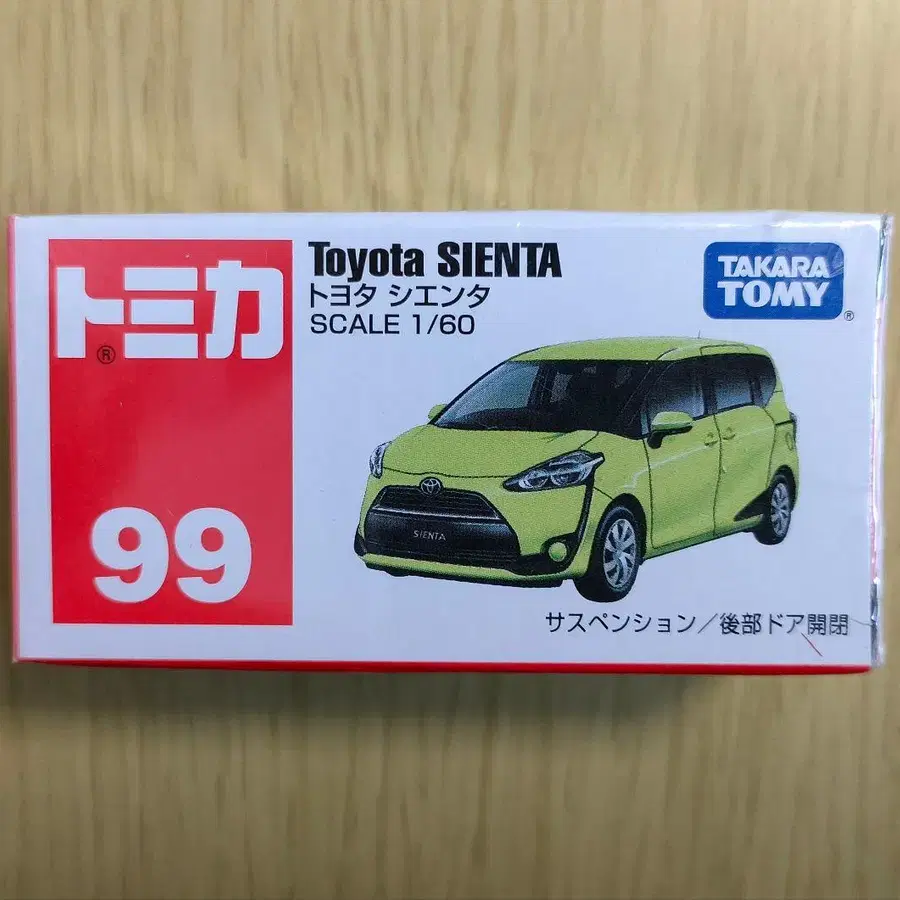 トミカ®
99
Toyota SIENTA
トヨタ シエンタ
SCALE 1/60
TAKARA
TOMY®
SIENTA
サスペンション／後部ドア開閉